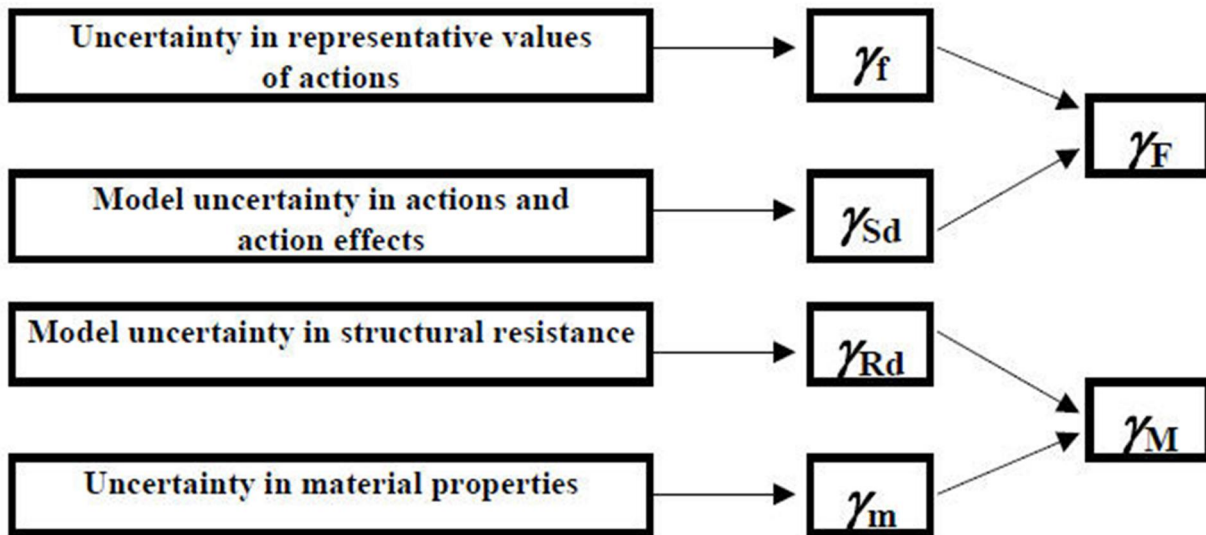 Uncertainty in representative values
of actions
γf
γF
Model uncertainty in actions and
action effects
γSd
Model uncertainty in structural resistance
γRd
γM
Uncertainty in material properties
γm